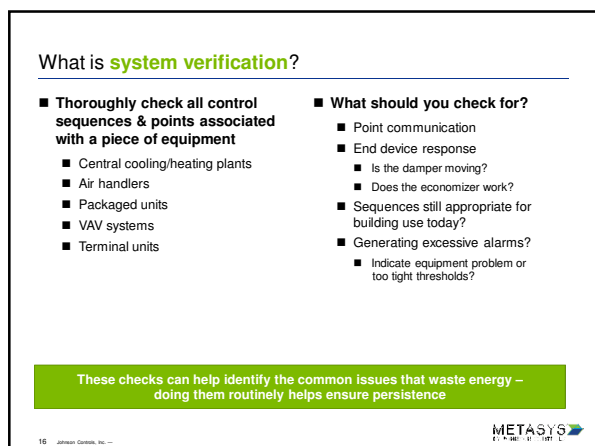 What is system verification?
Thoroughly check all control
sequences & points associated
with a piece of equipment
Central cooling/heating plants
Air handlers
Packaged units
VAV systems
Terminal units
What should you check for?
Point communication
End device response
Is the damper moving?
Does the economizer work?
Sequences still appropriate for
building use today?
Generating excessive alarms?
Indicate equipment problem or
too tight thresholds?
These checks can help identify the common issues that waste energy –
doing them routinely helps ensure persistence
16 Johnson Controls, Inc. —
METASYS